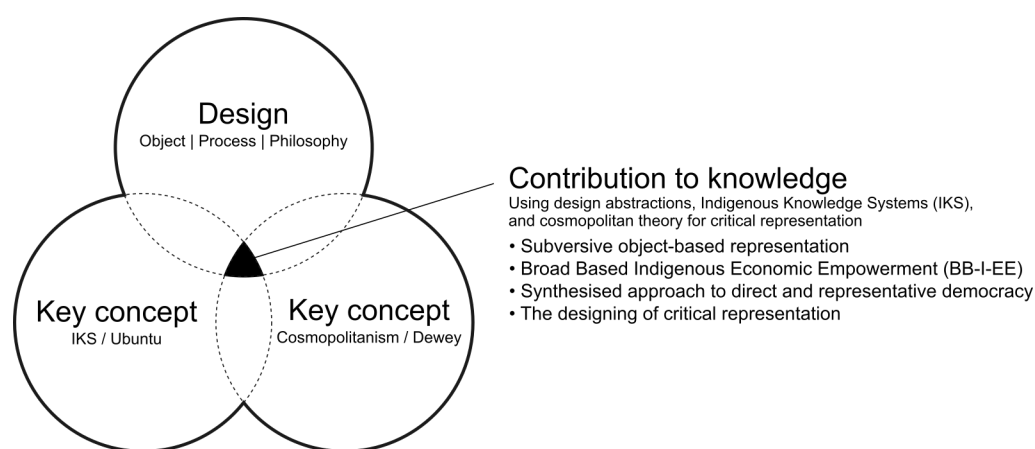 Design
Object | Process | Philosophy
Contribution to knowledge
Using design abstractions, Indigenous Knowledge Systems (IKS),
and cosmopolitan theory for critical representation
• Subversive object-based representation
• Broad Based Indigenous Economic Empowerment (BB-I-EE)
• Synthesised approach to direct and representative democracy
• The designing of critical representation
Key concept
IKS / Ubuntu
Key concept
Cosmopolitanism / Dewey